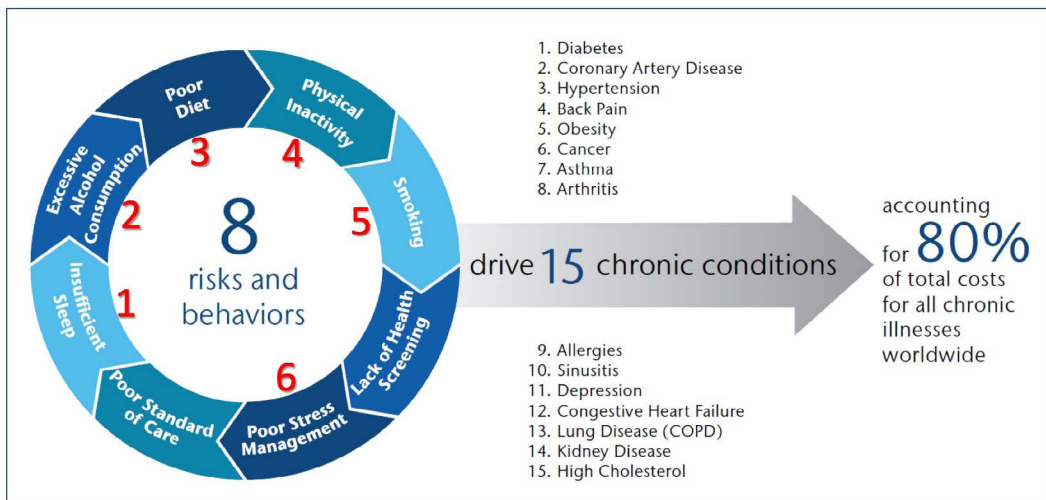 Poor
Diet
3
Physical
Inactivity
4
Smoking
5
Lack of Health
Screening
Poor Stress
Management
6
Poor Standard
of Care
Insufficient
Sleep
1
Excessive
Alcohol
Consumption
2
8
risks and
behaviors
1. Diabetes
2. Coronary Artery Disease
3. Hypertension
4. Back Pain
5. Obesity
6. Cancer
7. Asthma
8. Arthritis
drive 15 chronic conditions
9. Allergies
10. Sinusitis
11. Depression
12. Congestive Heart Failure
13. Lung Disease (COPD)
14. Kidney Disease
15. High Cholesterol
accounting
for 80%
of total costs
for all chronic
illnesses
worldwide